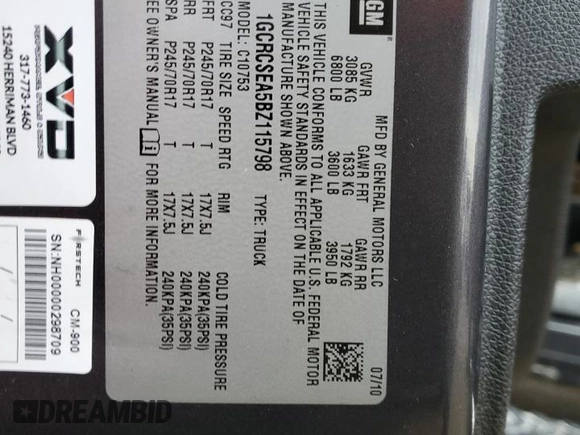 GM
MFD BY GENERAL MOTORS LLC
07/10
GVWR GAWR FRT GAWR RR
3085 KG 1633 KG 1792 KG
6800 LB 3600 LB 3950 LB
THIS VEHICLE CONFORMS TO ALL APPLICABLE U.S. FEDERAL MOTOR
VEHICLE SAFETY STANDARDS IN EFFECT ON THE DATE OF
MANUFACTURE SHOWN ABOVE.
1GCRCSEA5BZ115798 TYPE: TRUCK
C10753
CC97 TIRE SIZE SPEED RTG RIM COLD TIRE PRESSURE
FRT P245/70R17 T 17X7.5J 240KPA(35PSI)
RR P245/70R17 T 17X7.5J 240KPA(35PSI)
SPA P245/70R17 T 17X7.5J 240KPA(35PSI)
SEE OWNER'S MANUAL i FOR MORE INFORMATION.
317-773-1460
15240 HERRIMAN BLVD
FIRSTECH CM-900
SN:NH00000298709
DREAMBID